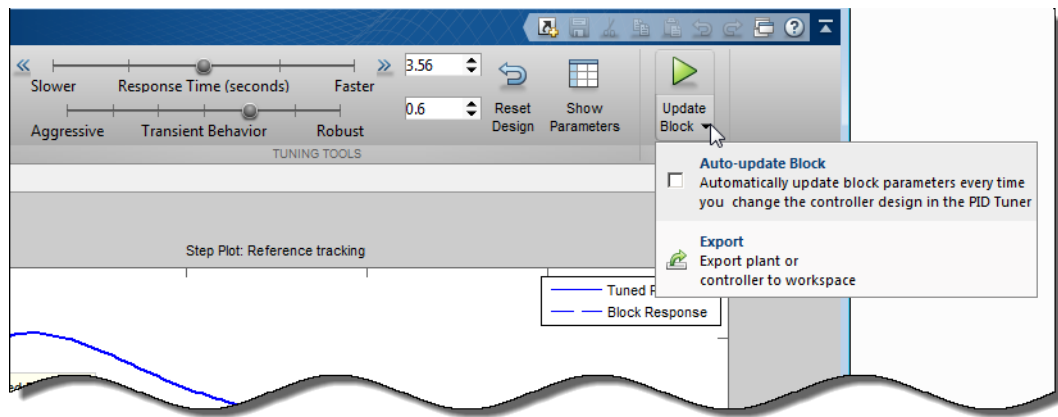 3.56
Slower Response Time (seconds) Faster
0.6
Aggressive Transient Behavior Robust
Reset
Design
Show
Parameters
Update
Block
TUNING TOOLS
Auto-update Block
Automatically update block parameters every time
you change the controller design in the PID Tuner
Export
Export plant or
controller to workspace
Step Plot: Reference tracking
Tuned
Block Response